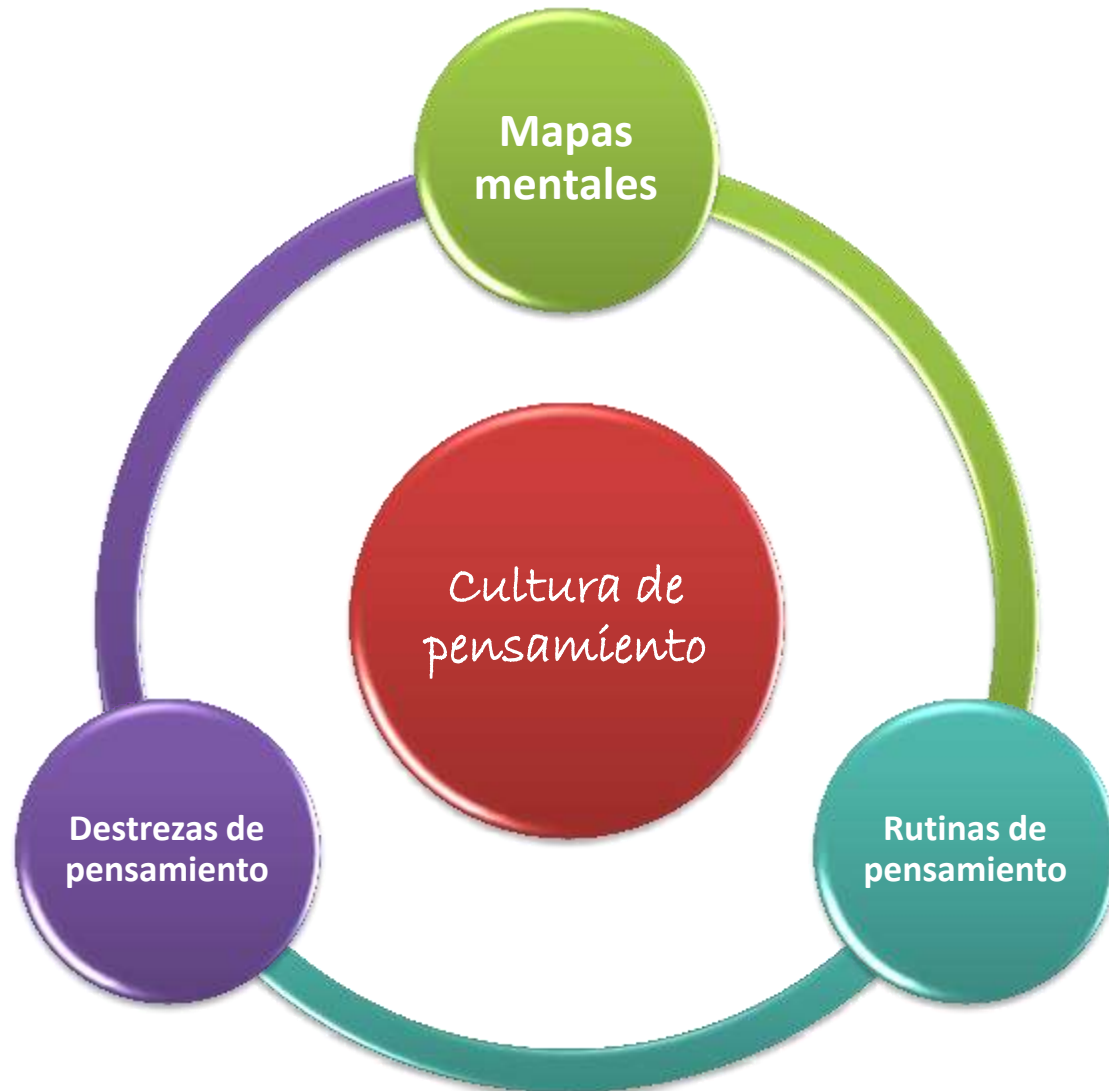 Mapas
mentales
Cultura de
pensamiento
Destrezas de
pensamiento
Rutinas de
pensamiento